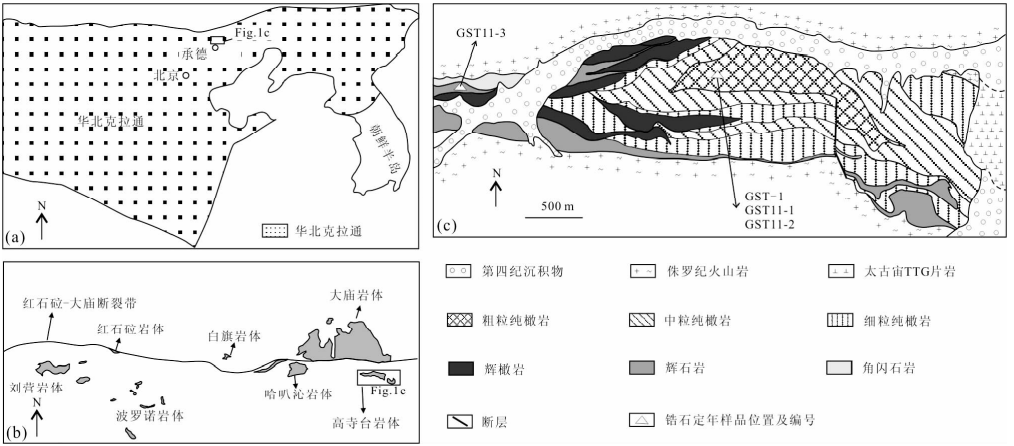 Fig.1c
承德
北京
华北克拉通
朝鲜半岛
N
华北克拉通
(a)
大庙岩体
红石砬-大庙断裂带
红石砬岩体
白旗岩体
刘营岩体
N
波罗诺岩体
哈叭沁岩体
Fig.1c
高寺台岩体
(b)
GST11-3
GST-1
GST11-1
GST11-2
N
500 m
(c)
第四纪沉积物
侏罗纪火山岩
太古宙TTG片岩
粗粒纯橄岩
中粒纯橄岩
细粒纯橄岩
辉橄岩
辉石岩
角闪石岩
断层
锆石定年样品位置及编号